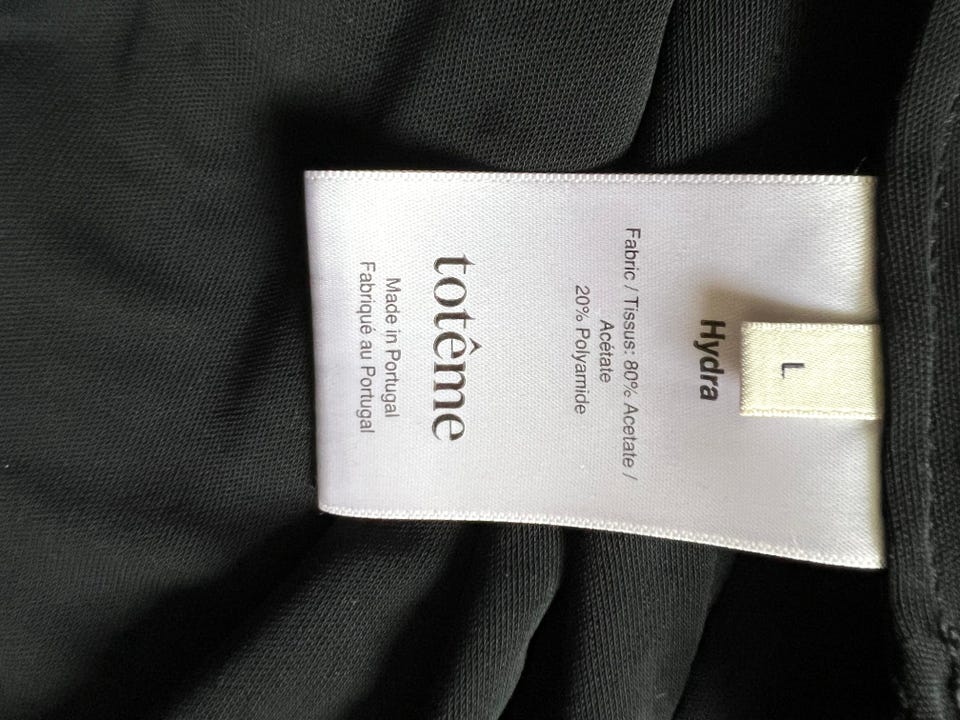 L
Hydra
Fabric / Tissus: 80% Acetate /
Acétate
20% Polyamide
totême
Made in Portugal
Fabriqué au Portugal